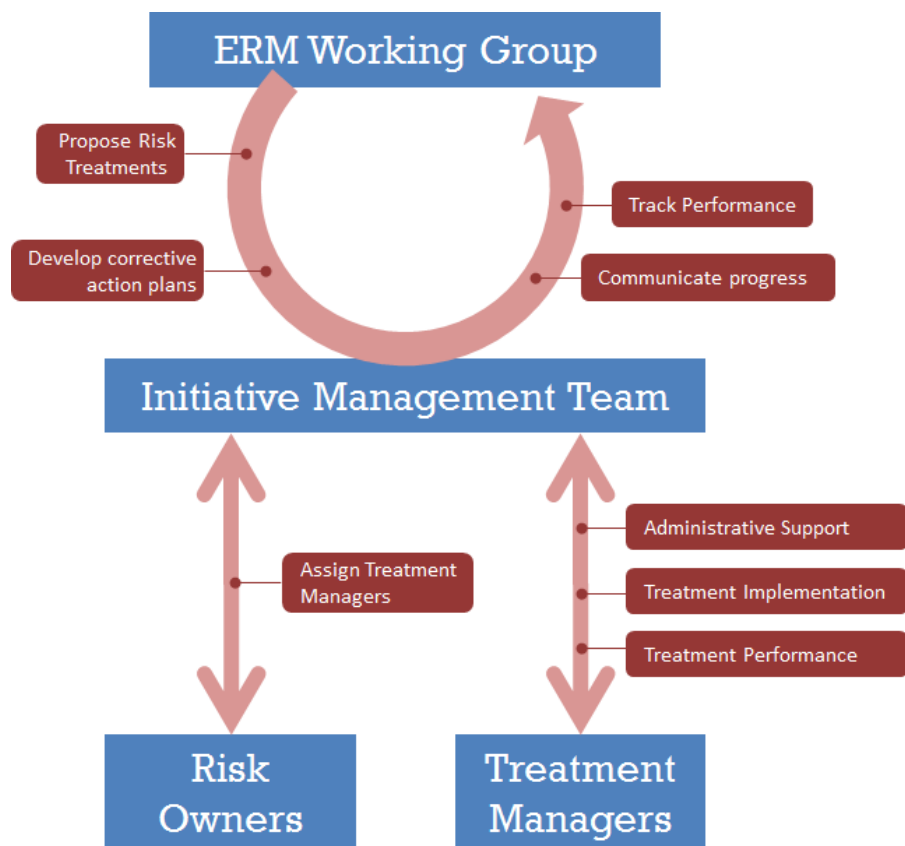 ERM Working Group
Propose Risk
Treatments
Track Performance
Develop corrective
action plans
Communicate progress
Initiative Management Team
Administrative Support
Assign Treatment
Managers
Treatment Implementation
Treatment Performance
Risk
Owners
Treatment
Managers